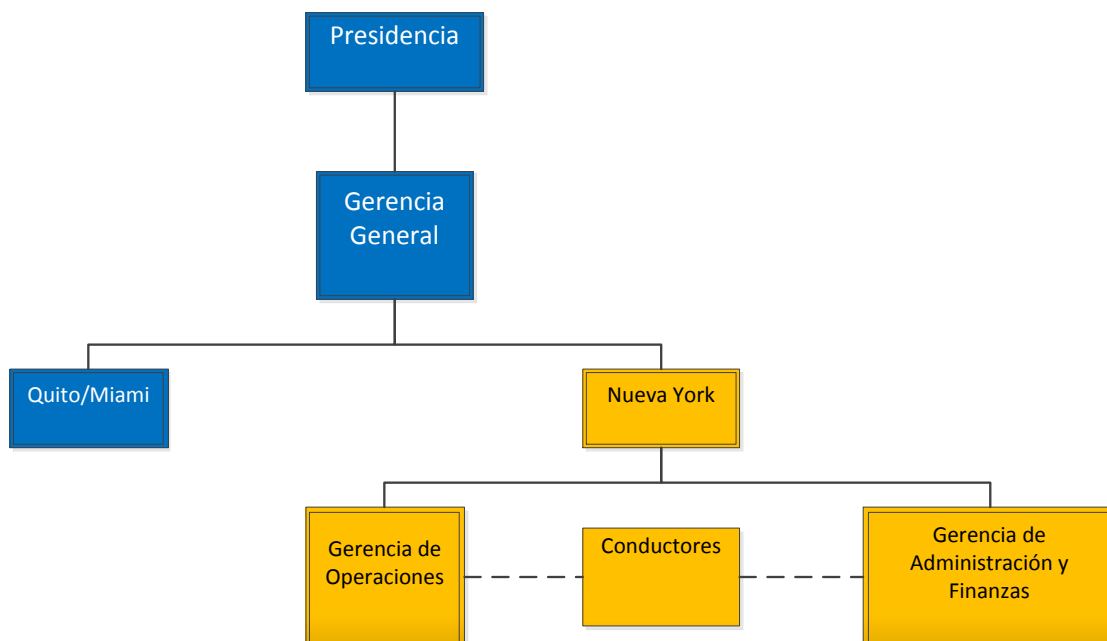 Presidencia
Gerencia
General
Quito/Miami
Nueva York
Gerencia de
Operaciones
Conductores
Gerencia de
Administración y
Finanzas